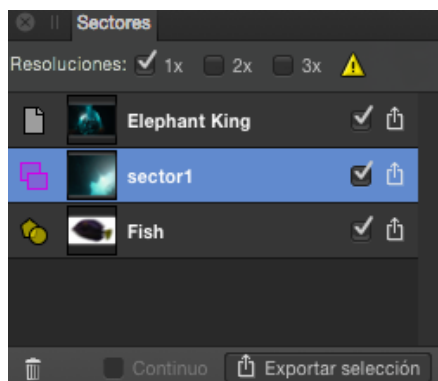 Sectores
Resoluciones: 1x 2x 3x
Elephant King
sector1
Fish
Continuo Exportar selección